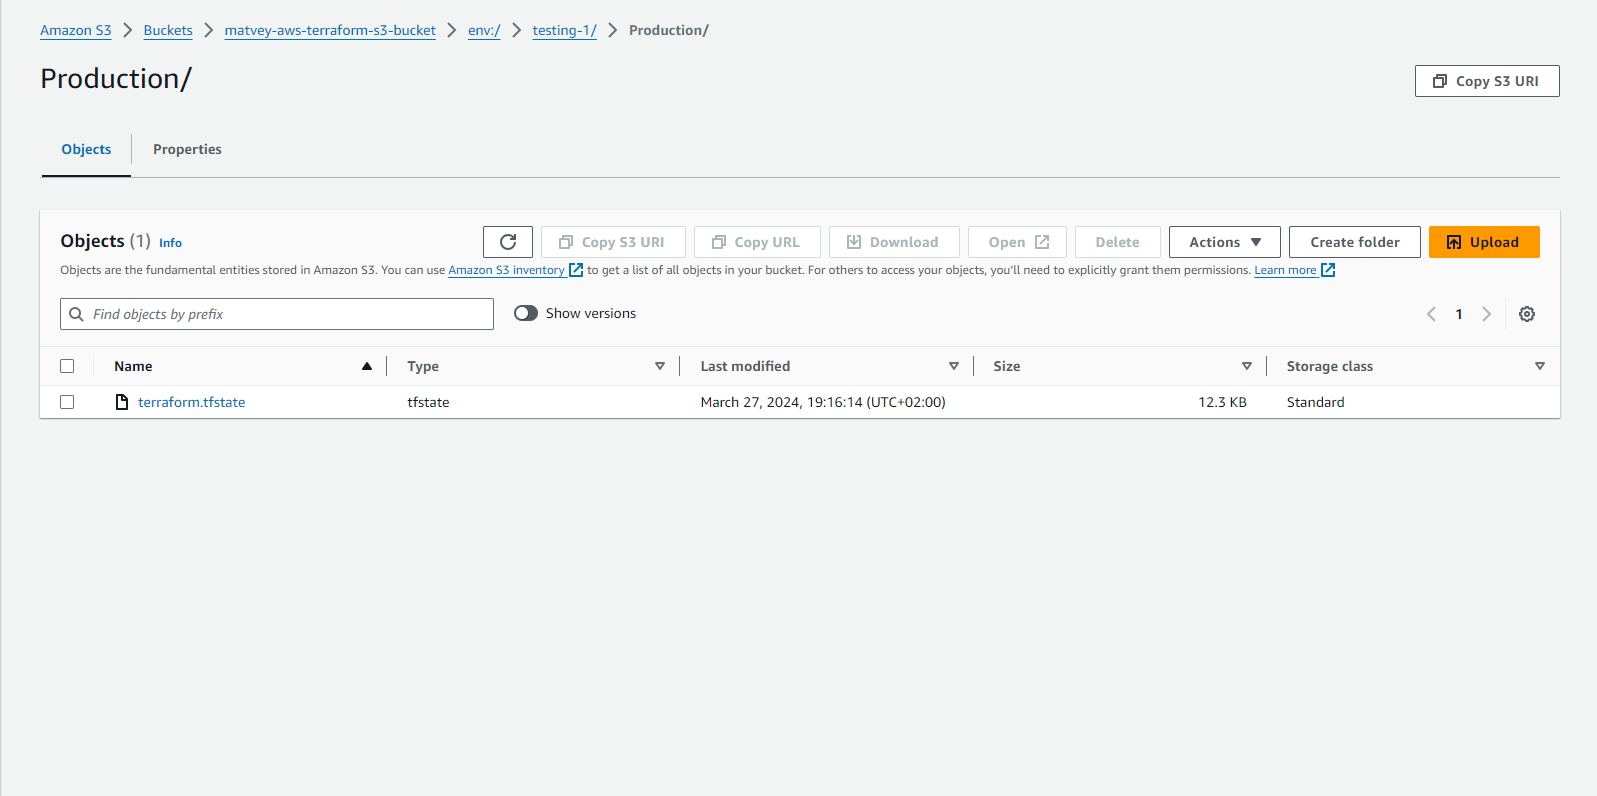 Amazon S3 > Buckets > matvey-aws-terraform-s3-bucket > env:/ > testing-1/ > Production/
Production/
Copy S3 URI
Objects
Properties
Objects (1) Info
Copy S3 URI
Copy URL
Download
Open
Delete
Actions
Create folder
Upload
Objects are the fundamental entities stored in Amazon S3. You can use Amazon S3 inventory to get a list of all objects in your bucket. For others to access your objects, you'll need to explicitly grant them permissions. Learn more
Find objects by prefix
Show versions
1
Name Type Last modified Size Storage class
terraform.tfstate tfstate March 27, 2024, 19:16:14 (UTC+02:00) 12.3 KB Standard